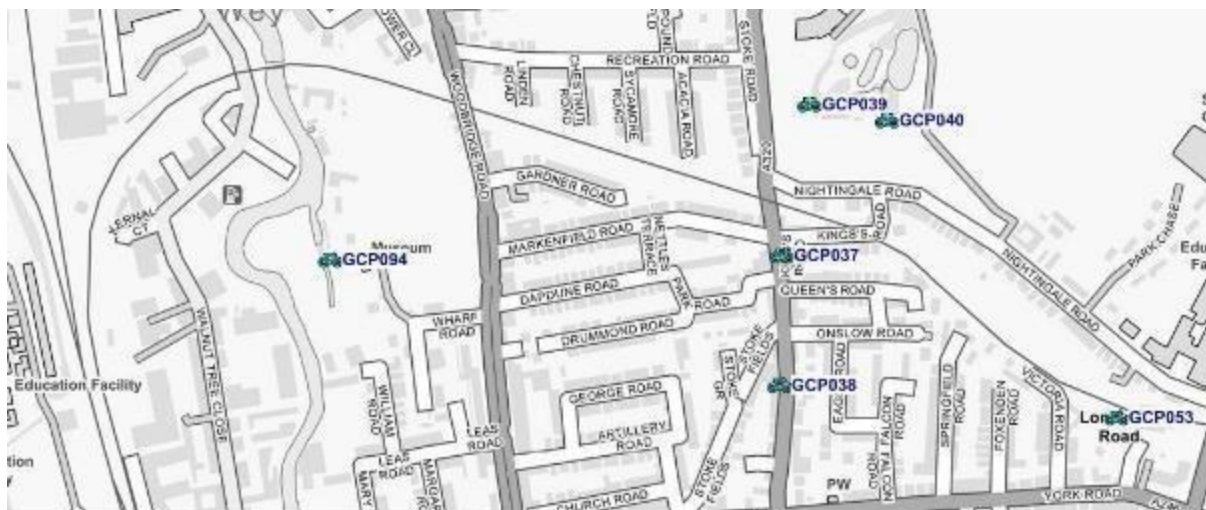 WOODBRIDGE ROAD
RECREATION ROAD
LINDEN
ROAD
CHESTNUT
ROAD
SYCAMORE
ROAD
ACACIA ROAD
STOKE ROAD
A320
GCP039
GCP040
GARDNER ROAD
NIGHTINGALE ROAD
MARKENFIELD ROAD
NETTLES
TERRACE
KING'S
ROAD
GCP037
PARK CHASE
NIGHTINGALE ROAD
Museum
GCP094
DAPDUNE ROAD
PARK
ROAD
QUEEN'S ROAD
WHARF
ROAD
DRUMMOND ROAD
ONSLOW ROAD
STOKE FIELDS
WALNUT TREE CLOSE
Education Facility
WILLIAM
ROAD
GEORGE ROAD
GCP038
SPRINGFIELD
ROAD
FOXENDEN
ROAD
VICTORIA ROAD
GCP053
Road
LEAS
ROAD
ARTILLERY
ROAD
FALCON
ROAD
FALCON
ROAD
LEAS ROAD
MARY
STOKE
FIELDS
PW
CHURCH ROAD
YORK ROAD